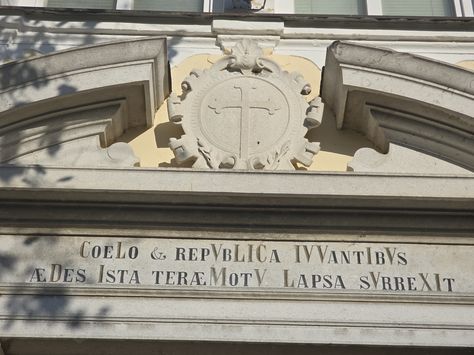 CoeLo & repVbLICa IVVantIbVs
æDes Ista teræMotV Lapsa sVrreXIt